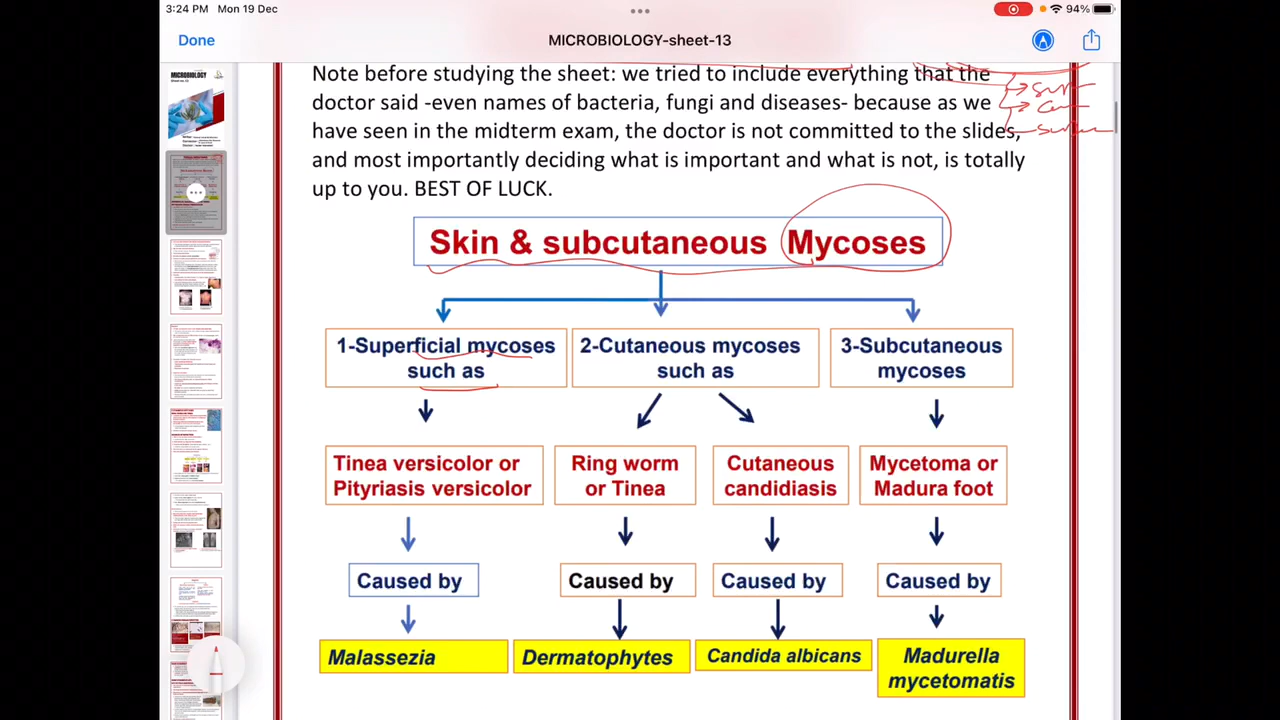 3:24 PM Mon 19 Dec
94%
Done
MICROBIOLOGY-sheet-13
MICROBIOLOGY
Note before studying the sheet: we tried to include everything that the
doctor said -even names of bacteria, fungi and diseases- because as we
have seen in the midterm exam, the doctor is not committed to the slides,
and most importantly deciding what is important and what is not, is totally
up to you. BEST OF LUCK.
Skin & subcutaneous Mycoses
1-Superficial mycoses
such as
2-Cutaneous mycoses
such as
3-Subcutaneous
mycoses
Tinea versicolor or
Pityriasis versicolor
Ring worm
or Tinea
Cutaneous
candidiasis
Mycetoma or
Madura foot
Caused by
Caused by
Caused by
Caused by
Malassezia
Dermatophytes
Candida albicans
Madurella
mycetomatis